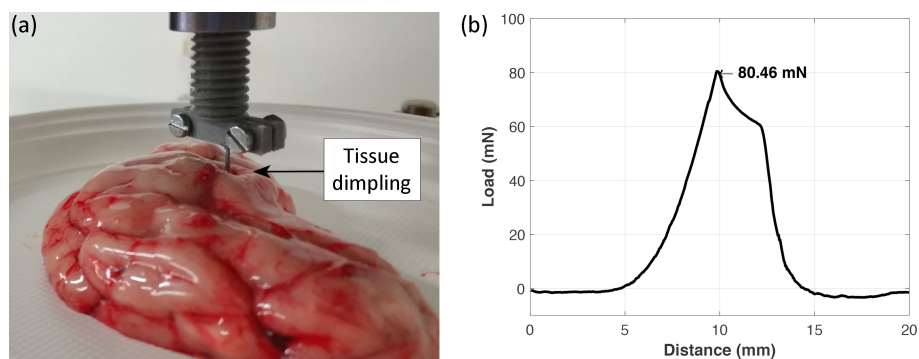 (a)
Tissue
dimpling
(b)
Load (mN)
100
80
60
40
20
0
80.46 mN
0 5 10 15 20
Distance (mm)